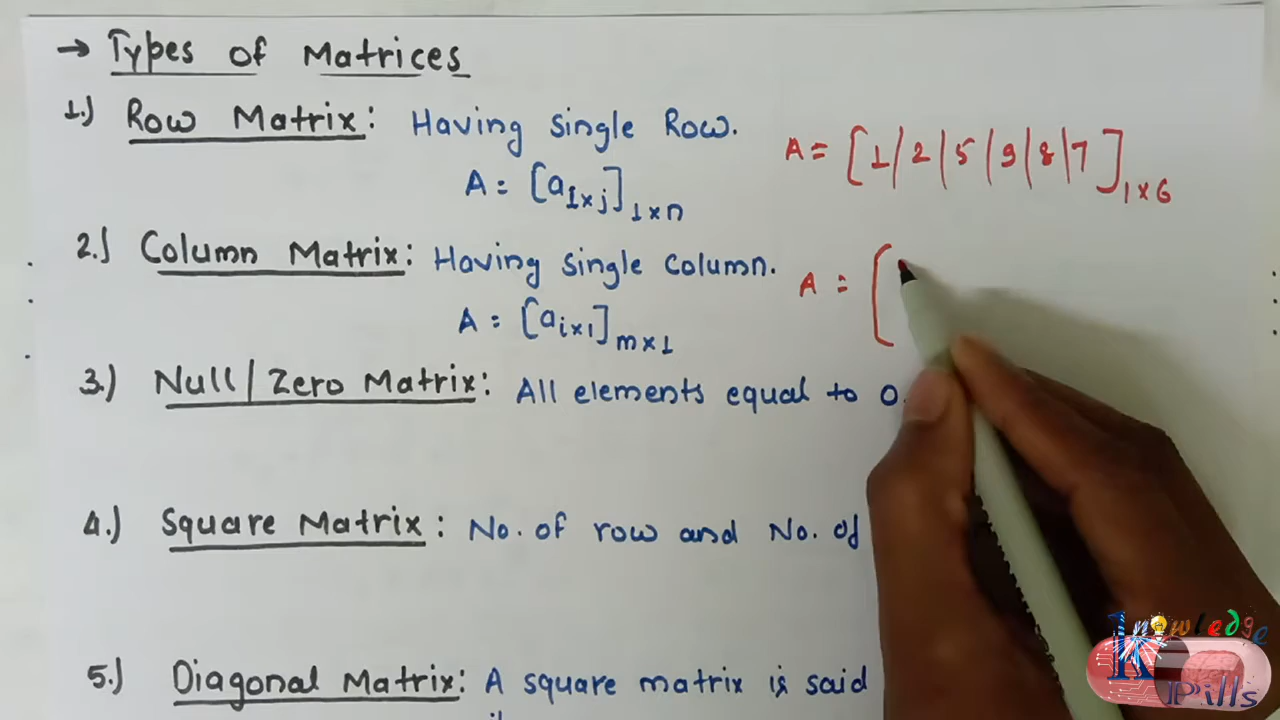 → Types of Matrices
1.) Row Matrix: Having Single Row.
A = [a1×j]1×n
A = [1/2/5/9/8/7]1×6
2.) Column Matrix: Having Single Column.
A = [ai×1]m×1
A = [
3.) Null/Zero Matrix: All elements equal to 0.
4.) Square Matrix: No. of row and No. of
5.) Diagonal Matrix: A square matrix is said
Knowledge
Pills